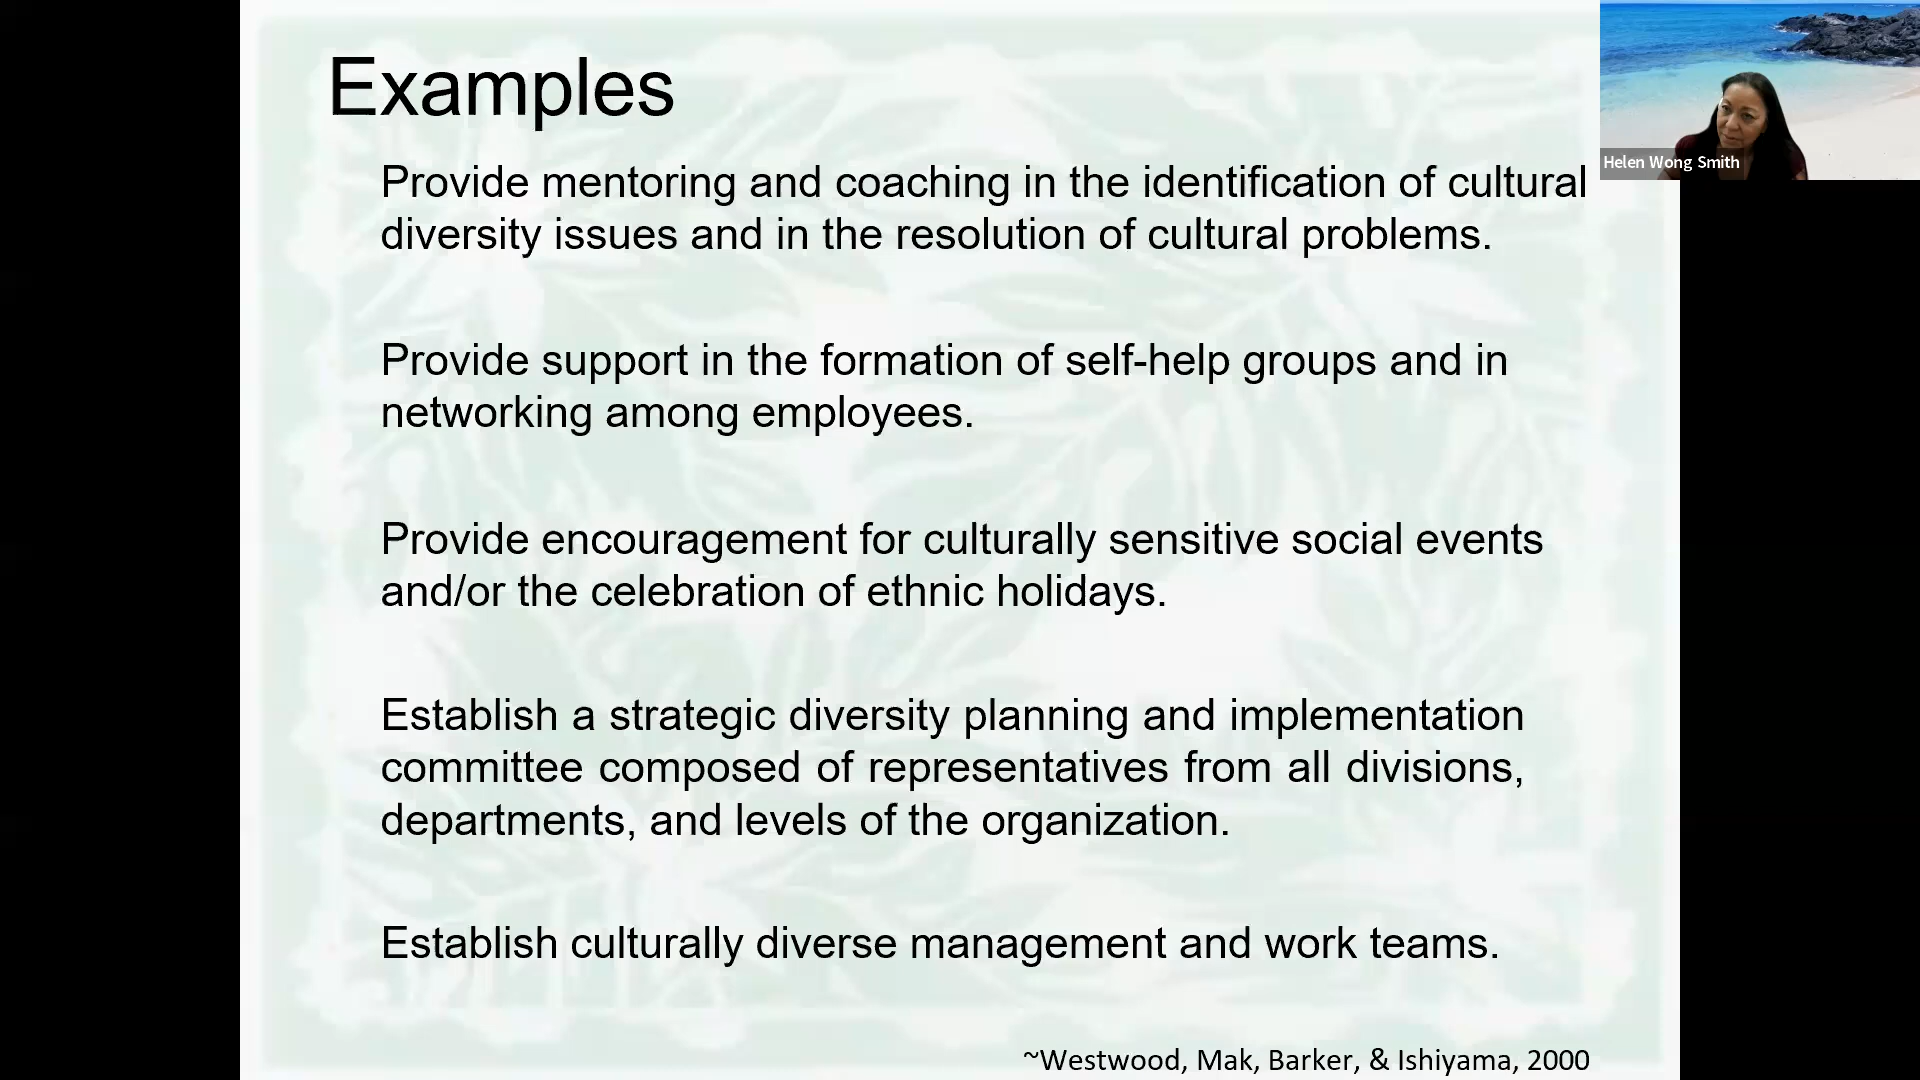 Examples
Provide mentoring and coaching in the identification of cultural
diversity issues and in the resolution of cultural problems.
Provide support in the formation of self-help groups and in
networking among employees.
Provide encouragement for culturally sensitive social events
and/or the celebration of ethnic holidays.
Establish a strategic diversity planning and implementation
committee composed of representatives from all divisions,
departments, and levels of the organization.
Establish culturally diverse management and work teams.
~Westwood, Mak, Barker, & Ishiyama, 2000
Helen Wong Smith